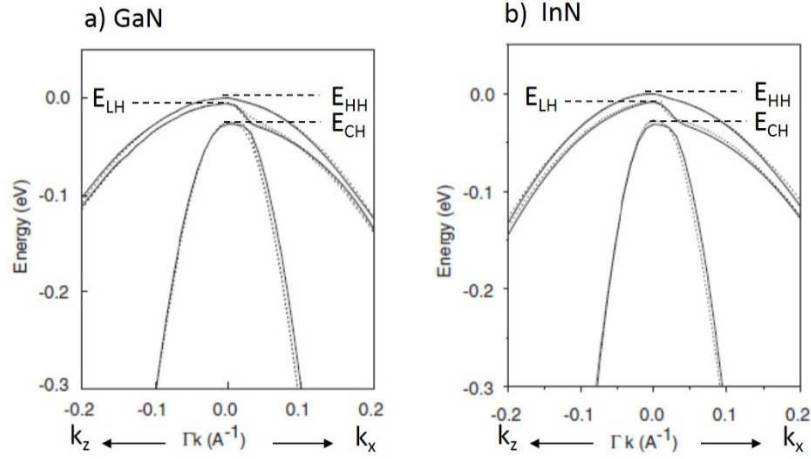 a) GaN
b) InN
0.0
-0.1
-0.2
-0.3
E_LH
E_HH
E_CH
Energy (eV)
-0.2 -0.1 0.0 0.1 0.2
k_z Γk (A⁻¹) k_x
0.0
-0.1
-0.2
-0.3
E_LH
E_HH
E_CH
Energy (eV)
-0.2 -0.1 0.0 0.1 0.2
k_z Γ k (A⁻¹) k_x